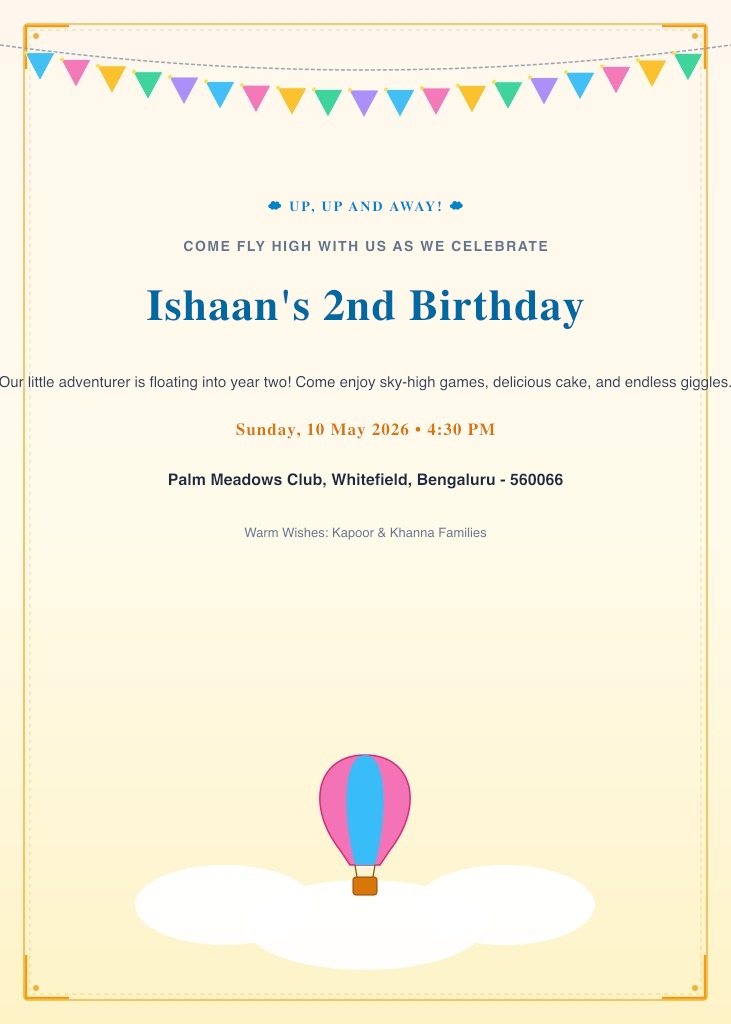 UP, UP AND AWAY!
COME FLY HIGH WITH US AS WE CELEBRATE
Ishaan's 2nd Birthday
Our little adventurer is floating into year two! Come enjoy sky-high games, delicious cake, and endless giggles.
Sunday, 10 May 2026 • 4:30 PM
Palm Meadows Club, Whitefield, Bengaluru - 560066
Warm Wishes: Kapoor & Khanna Families